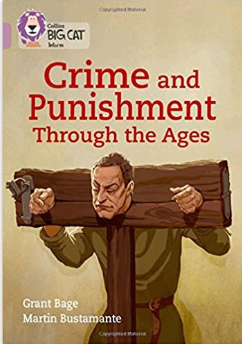 Collins
BIG CAT
Crime and
Punishment
Through the Ages
Grant Bage
Martin Bustamante